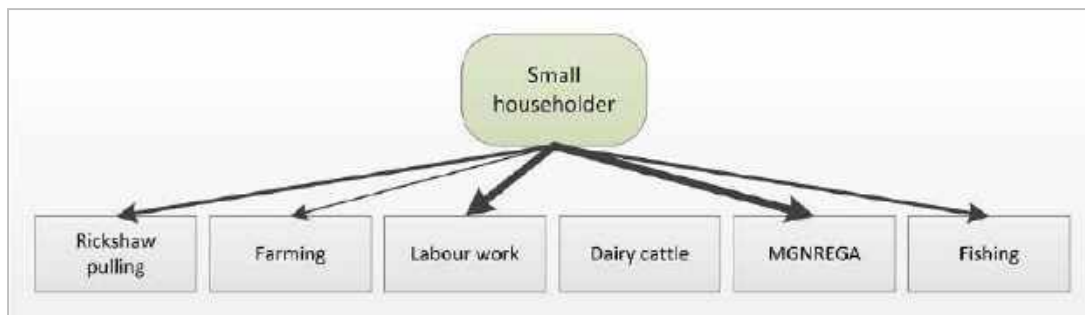 Small
householder
Rickshaw
pulling
Farming
Labour work
Dairy cattle
MGNREGA
Fishing